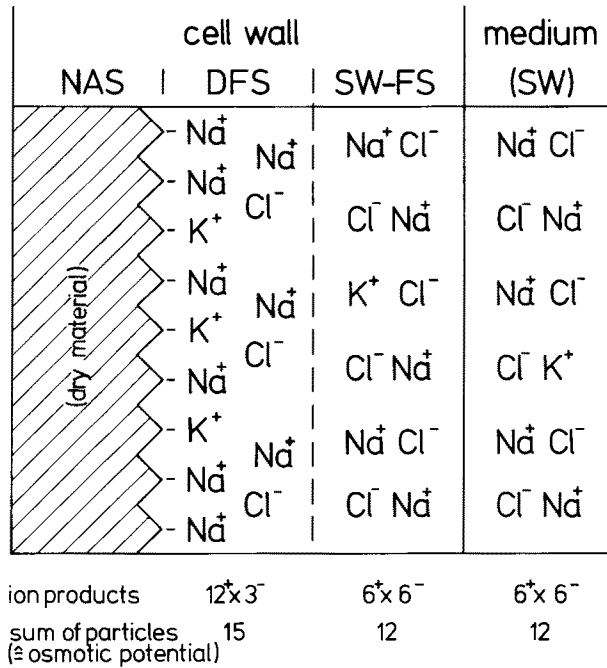 cell wall medium
NAS | DFS SW-FS (SW)
- Na⁺ Na⁺ Na⁺ Cl⁻ Na⁺ Cl⁻
- Na⁺ Cl⁻
- K⁺ Cl⁻ Na⁺ Cl⁻ Na⁺
- Na⁺ Na⁺ K⁺ Cl⁻ Na⁺ Cl⁻
- K⁺ Cl⁻
- Na⁺ Cl⁻ Na⁺ Cl⁻ K⁺
- K⁺ Na⁺ Na⁺ Cl⁻ Na⁺ Cl⁻
- Na⁺ Cl⁻ Cl⁻ Na⁺ Cl⁻ Na⁺
- Na⁺
(dry material)
ion products 12⁺x 3⁻ 6⁺x 6⁻ 6⁺x 6⁻
sum of particles 15 12 12
(≙ osmotic potential)